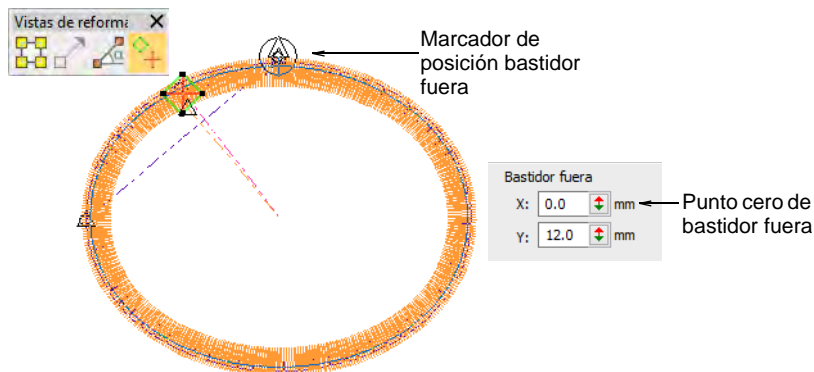 Vistas de reforma
Marcador de
posición bastidor
fuera
Bastidor fuera
X: 0.0 mm
Y: 12.0 mm
Punto cero de
bastidor fuera